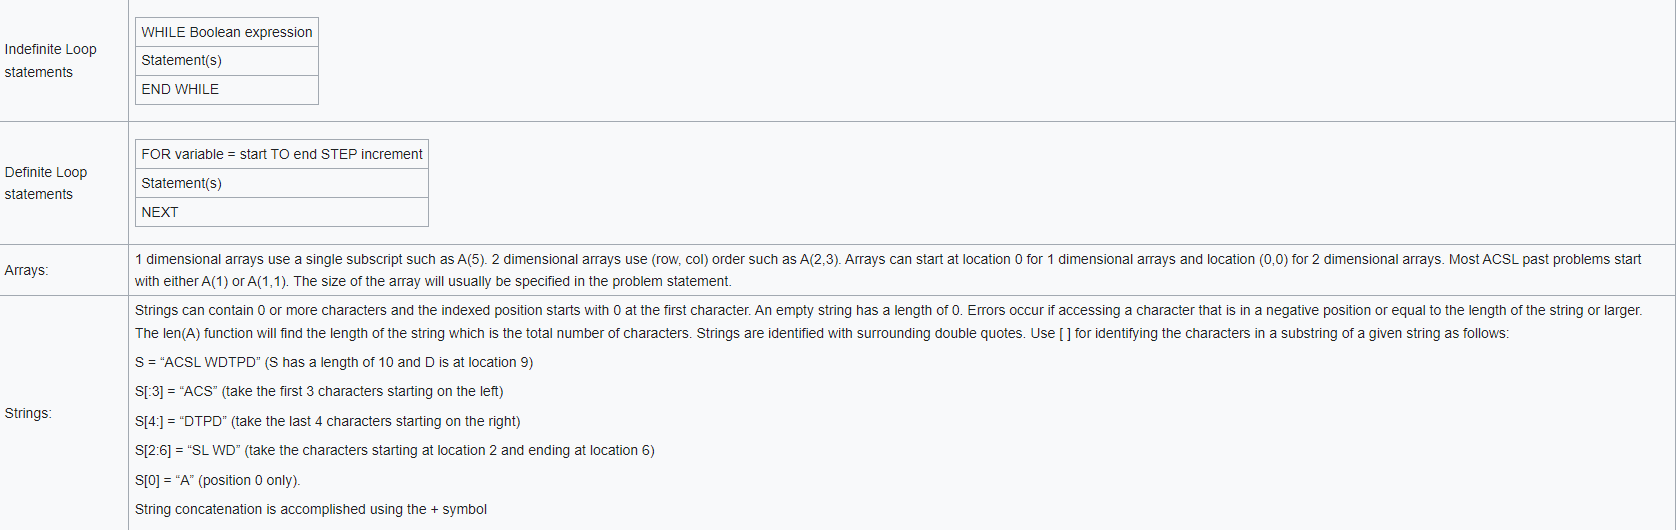 Indefinite Loop
statements
WHILE Boolean expression
Statement(s)
END WHILE
Definite Loop
statements
FOR variable = start TO end STEP increment
Statement(s)
NEXT
Arrays:
1 dimensional arrays use a single subscript such as A(5). 2 dimensional arrays use (row, col) order such as A(2,3). Arrays can start at location 0 for 1 dimensional arrays and location (0,0) for 2 dimensional arrays. Most ACSL past problems start
with either A(1) or A(1,1). The size of the array will usually be specified in the problem statement.
Strings:
Strings can contain 0 or more characters and the indexed position starts with 0 at the first character. An empty string has a length of 0. Errors occur if accessing a character that is in a negative position or equal to the length of the string or larger.
The len(A) function will find the length of the string which is the total number of characters. Strings are identified with surrounding double quotes. Use [ ] for identifying the characters in a substring of a given string as follows:
S = “ACSL WDTPD” (S has a length of 10 and D is at location 9)
S[:3] = “ACS” (take the first 3 characters starting on the left)
S[4:] = “DTPD” (take the last 4 characters starting on the right)
S[2:6] = “SL WD” (take the characters starting at location 2 and ending at location 6)
S[0] = “A” (position 0 only).
String concatenation is accomplished using the + symbol